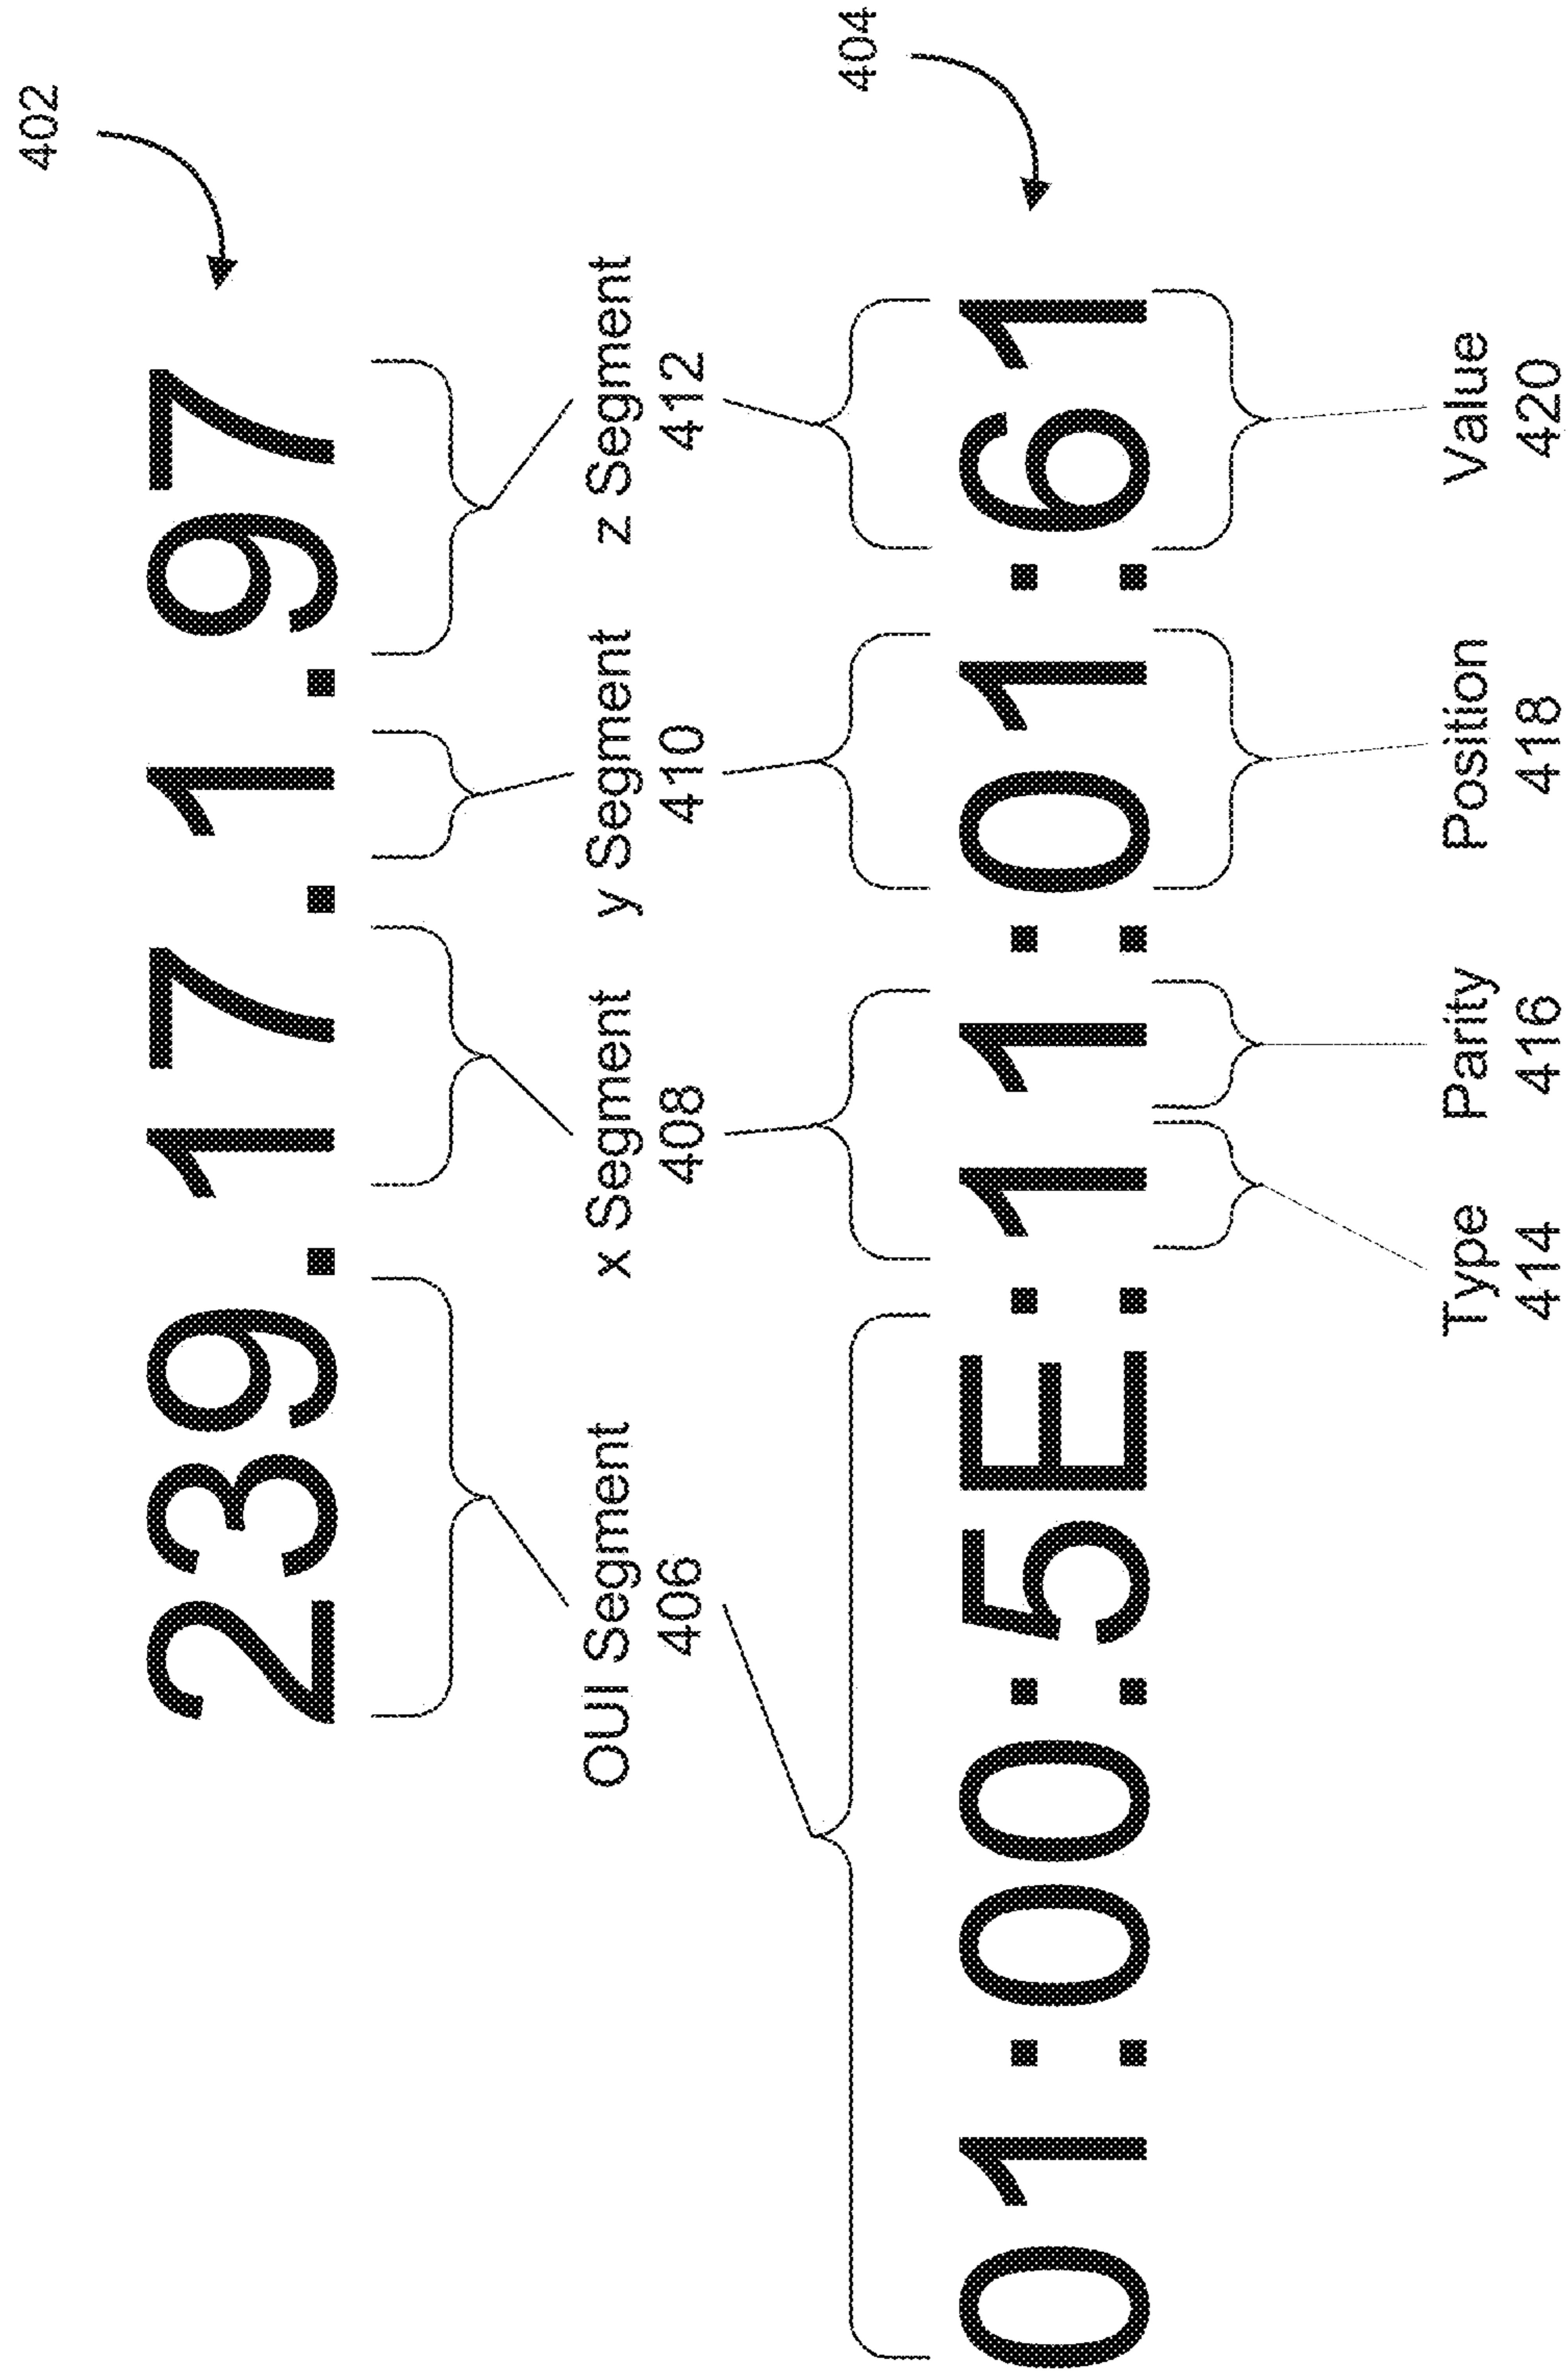 402
239.17.1.97
OUI Segment x Segment y Segment z Segment
406 408 410 412
404
01:00:5E:11:01:61
Type Parity Position Value
414 416 418 420